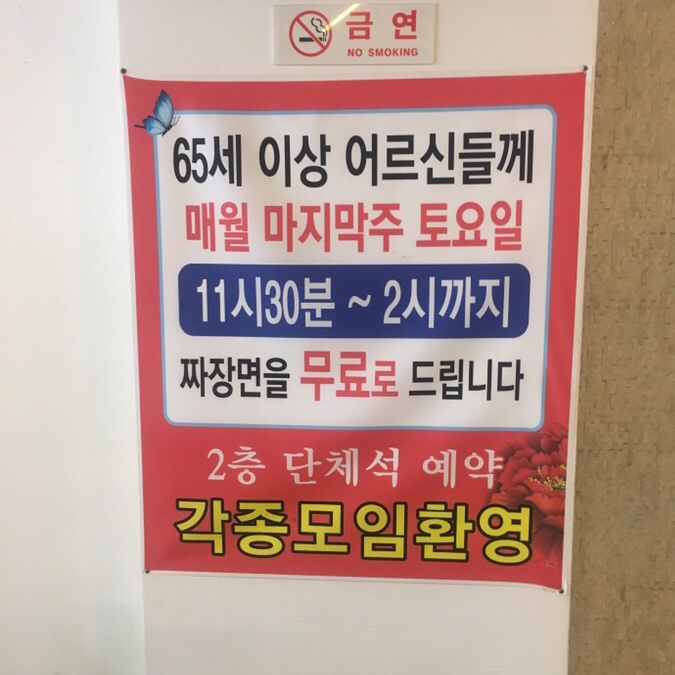 금 연
NO SMOKING
65세 이상 어르신들께
매월 마지막주 토요일
11시30분 ~ 2시까지
짜장면을 무료로 드립니다
2층 단체석 예약
각종모임환영